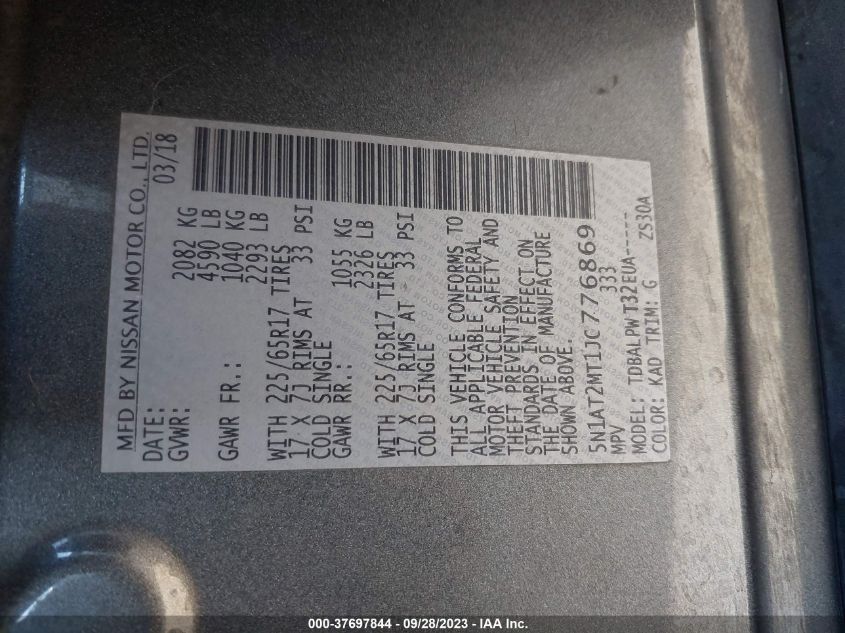 MFD BY NISSAN MOTOR CO., LTD.
DATE: 03/18
GVWR: 2082 KG
4590 LB
GAWR FR.: 1040 KG
2293 LB
WITH 225/65R17 TIRES
17 X 7J RIMS AT 33 PSI
COLD SINGLE
GAWR RR.: 1055 KG
2326 LB
WITH 225/65R17 TIRES
17 X 7J RIMS AT 33 PSI
COLD SINGLE
THIS VEHICLE CONFORMS TO
ALL APPLICABLE FEDERAL
MOTOR VEHICLE SAFETY AND
THEFT PREVENTION
STANDARDS IN EFFECT ON
THE DATE OF MANUFACTURE
SHOWN ABOVE.
5N1AT2MT1JC776869
MPV 333
MODEL: TDBALPWT32EUA-----
COLOR: KAD TRIM: G ZS30A
000-37697844 - 09/28/2023 - IAA Inc.